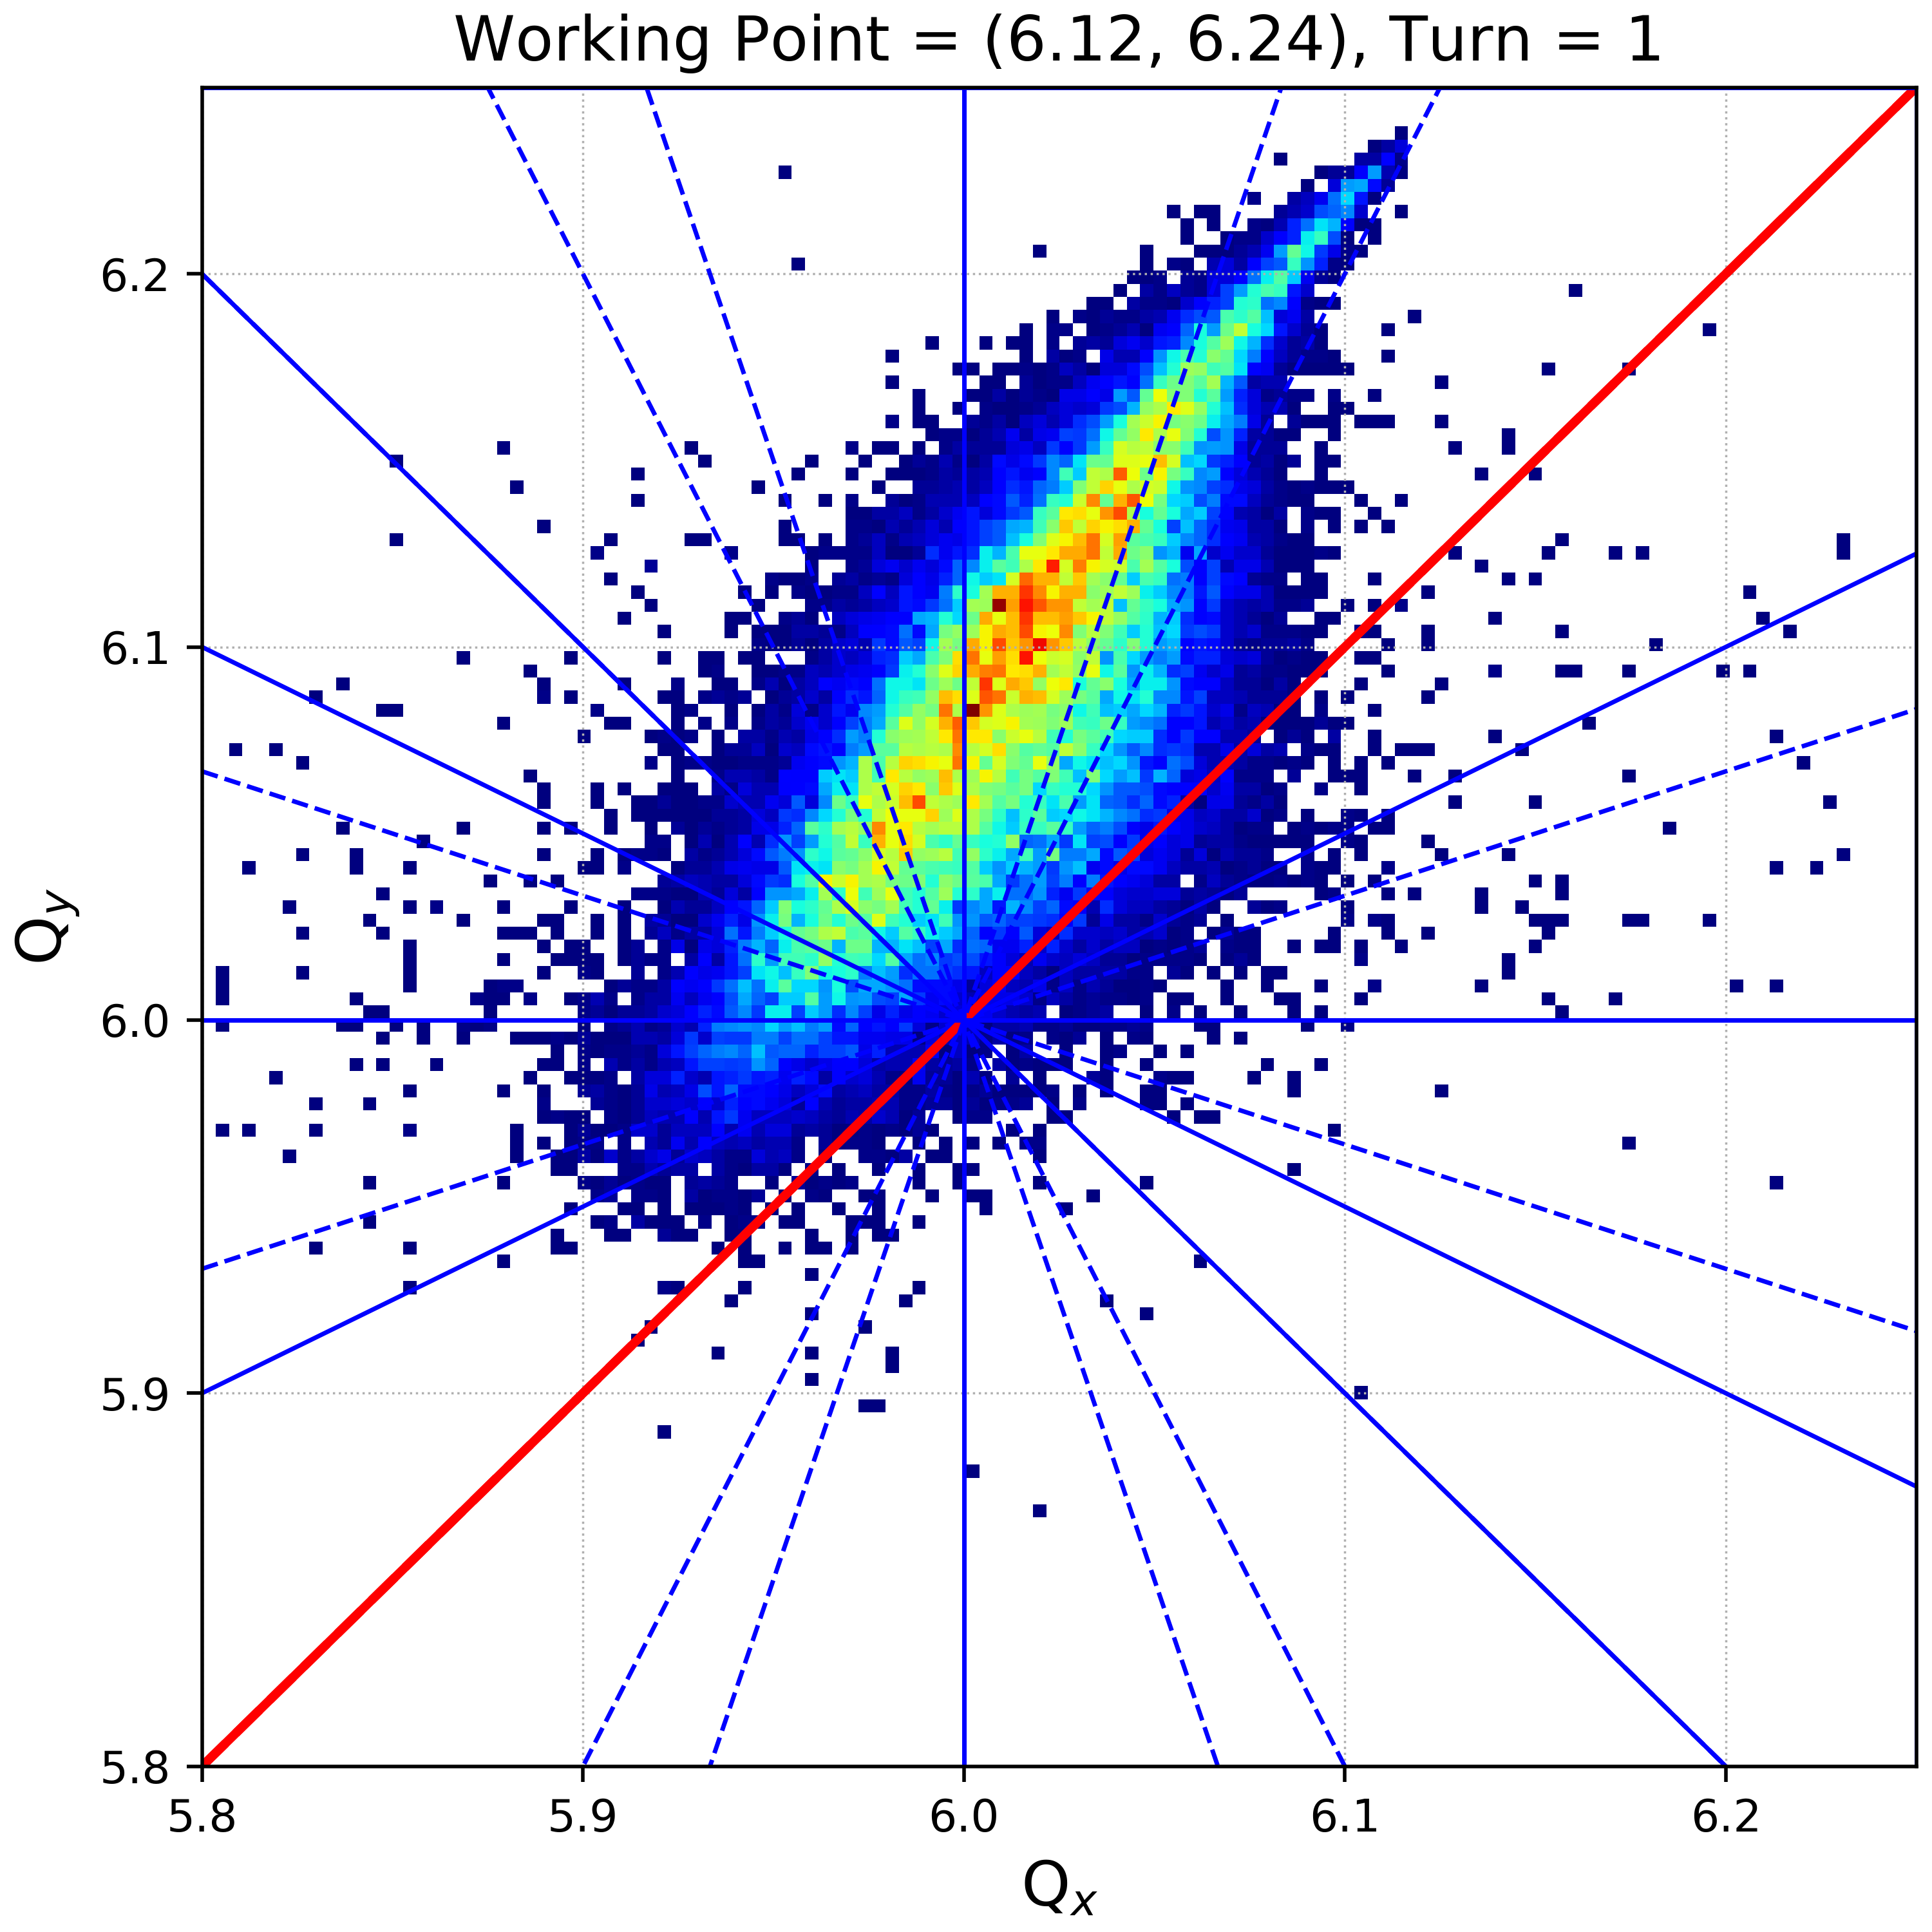 Working Point = (6.12, 6.24), Turn = 1
6.2
6.1
6.0
5.9
5.8
Qy
5.8 5.9 6.0 6.1 6.2
Qx